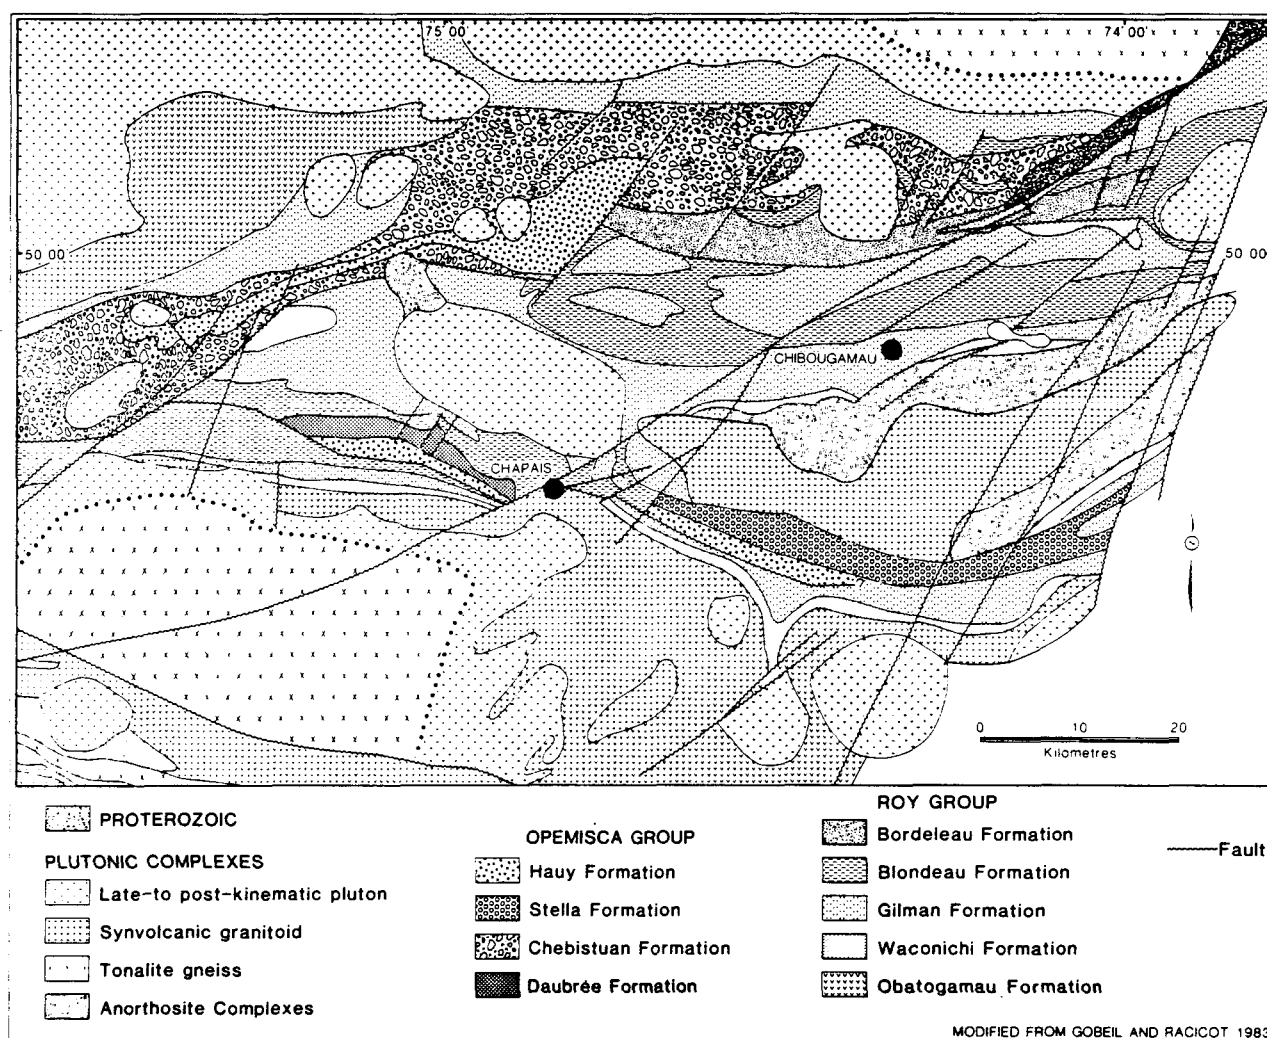 75 00
74 00
50 00
50 00
CHIBOUGAMAU
CHAPAIS
0 10 20
Kilometres
PROTEROZOIC
PLUTONIC COMPLEXES
Late-to post-kinematic pluton
Synvolcanic granitoid
Tonalite gneiss
Anorthosite Complexes
OPEMISCA GROUP
Hauy Formation
Stella Formation
Chebistuan Formation
Daubrée Formation
ROY GROUP
Bordeleau Formation
Blondeau Formation
Gilman Formation
Waconichi Formation
Obatogamau Formation
Fault
MODIFIED FROM GOBEIL AND RACICOT 1983